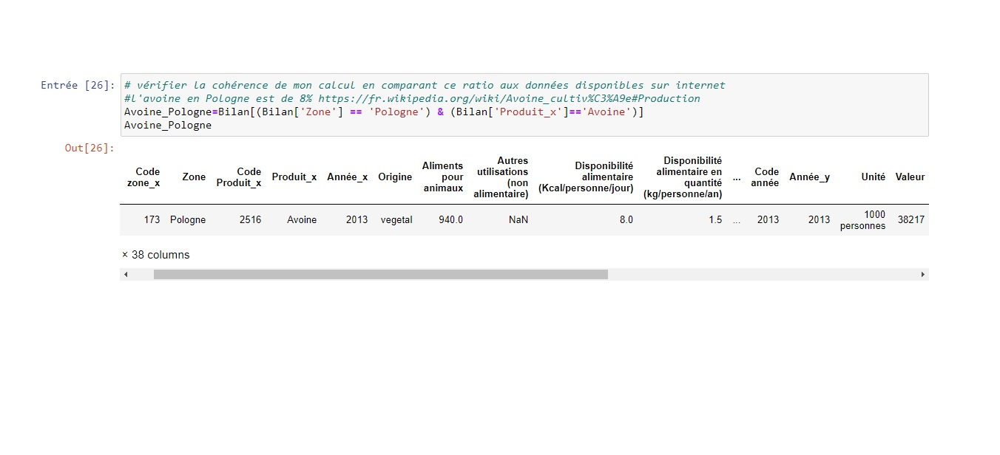 Entrée [26]:
# vérifier la cohérence de mon calcul en comparant ce ratio aux données disponibles sur internet
#l'avoine en Pologne est de 8% https://fr.wikipedia.org/wiki/Avoine_cultiv%C3%A9e#Production
Avoine_Pologne=Bilan[(Bilan['Zone'] == 'Pologne') & (Bilan['Produit_x']=='Avoine')]
Avoine_Pologne
Out[26]:
Code zone_x Zone Code Produit_x Produit_x Année_x Origine Aliments pour animaux Autres utilisations (non alimentaire) Disponibilité alimentaire (Kcal/personne/jour) Disponibilité alimentaire en quantité (kg/personne/an) ... Code année Année_y Unité Valeur
173 Pologne 2516 Avoine 2013 vegetal 940.0 NaN 8.0 1.5 ... 2013 2013 1000 personnes 38217
× 38 columns